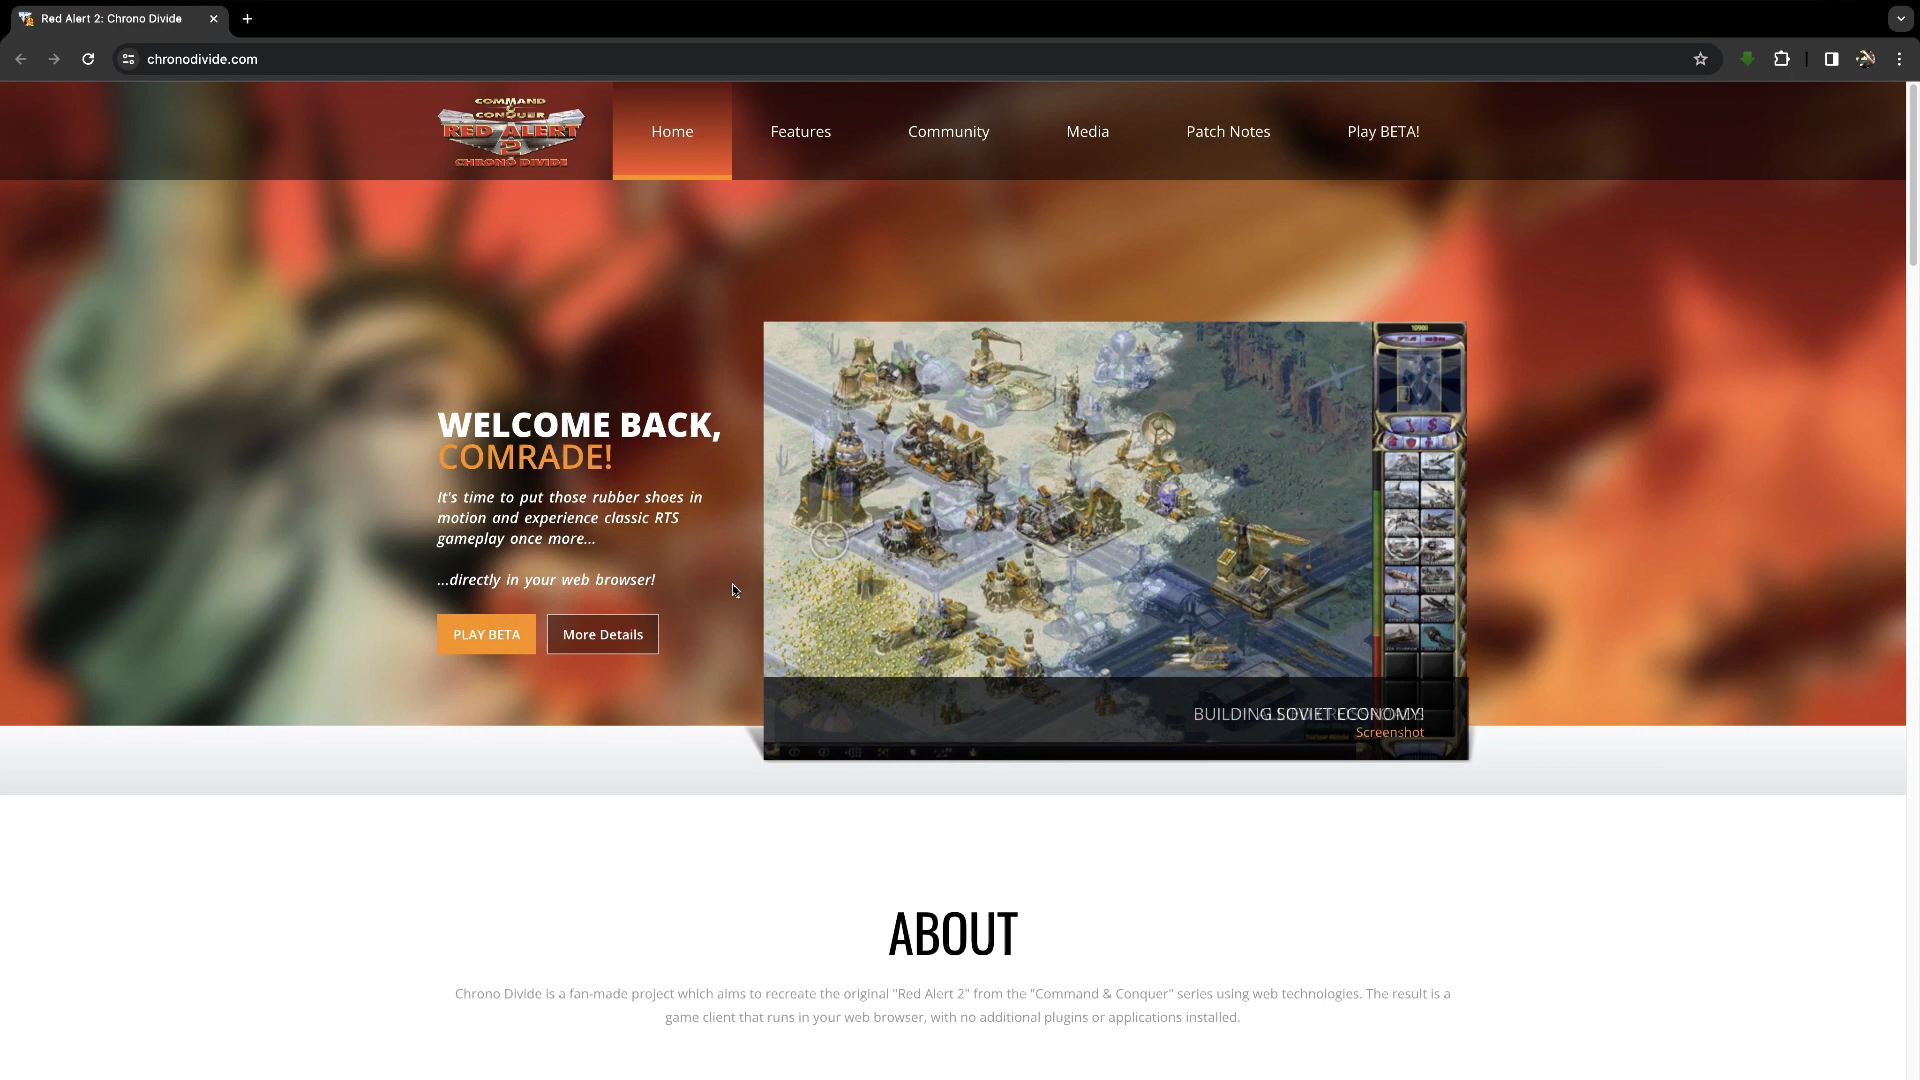 Red Alert 2: Chrono Divide
chronodivide.com
COMMAND
&
CONQUER
RED ALERT
2
CHRONO DIVIDE
Home
Features
Community
Media
Patch Notes
Play BETA!
WELCOME BACK,
COMRADE!
It's time to put those rubber shoes in
motion and experience classic RTS
gameplay once more...
...directly in your web browser!
PLAY BETA
More Details
BUILDING SOVIET ECONOMY!
Screenshot
ABOUT
Chrono Divide is a fan-made project which aims to recreate the original "Red Alert 2" from the "Command & Conquer" series using web technologies. The result is a
game client that runs in your web browser, with no additional plugins or applications installed.